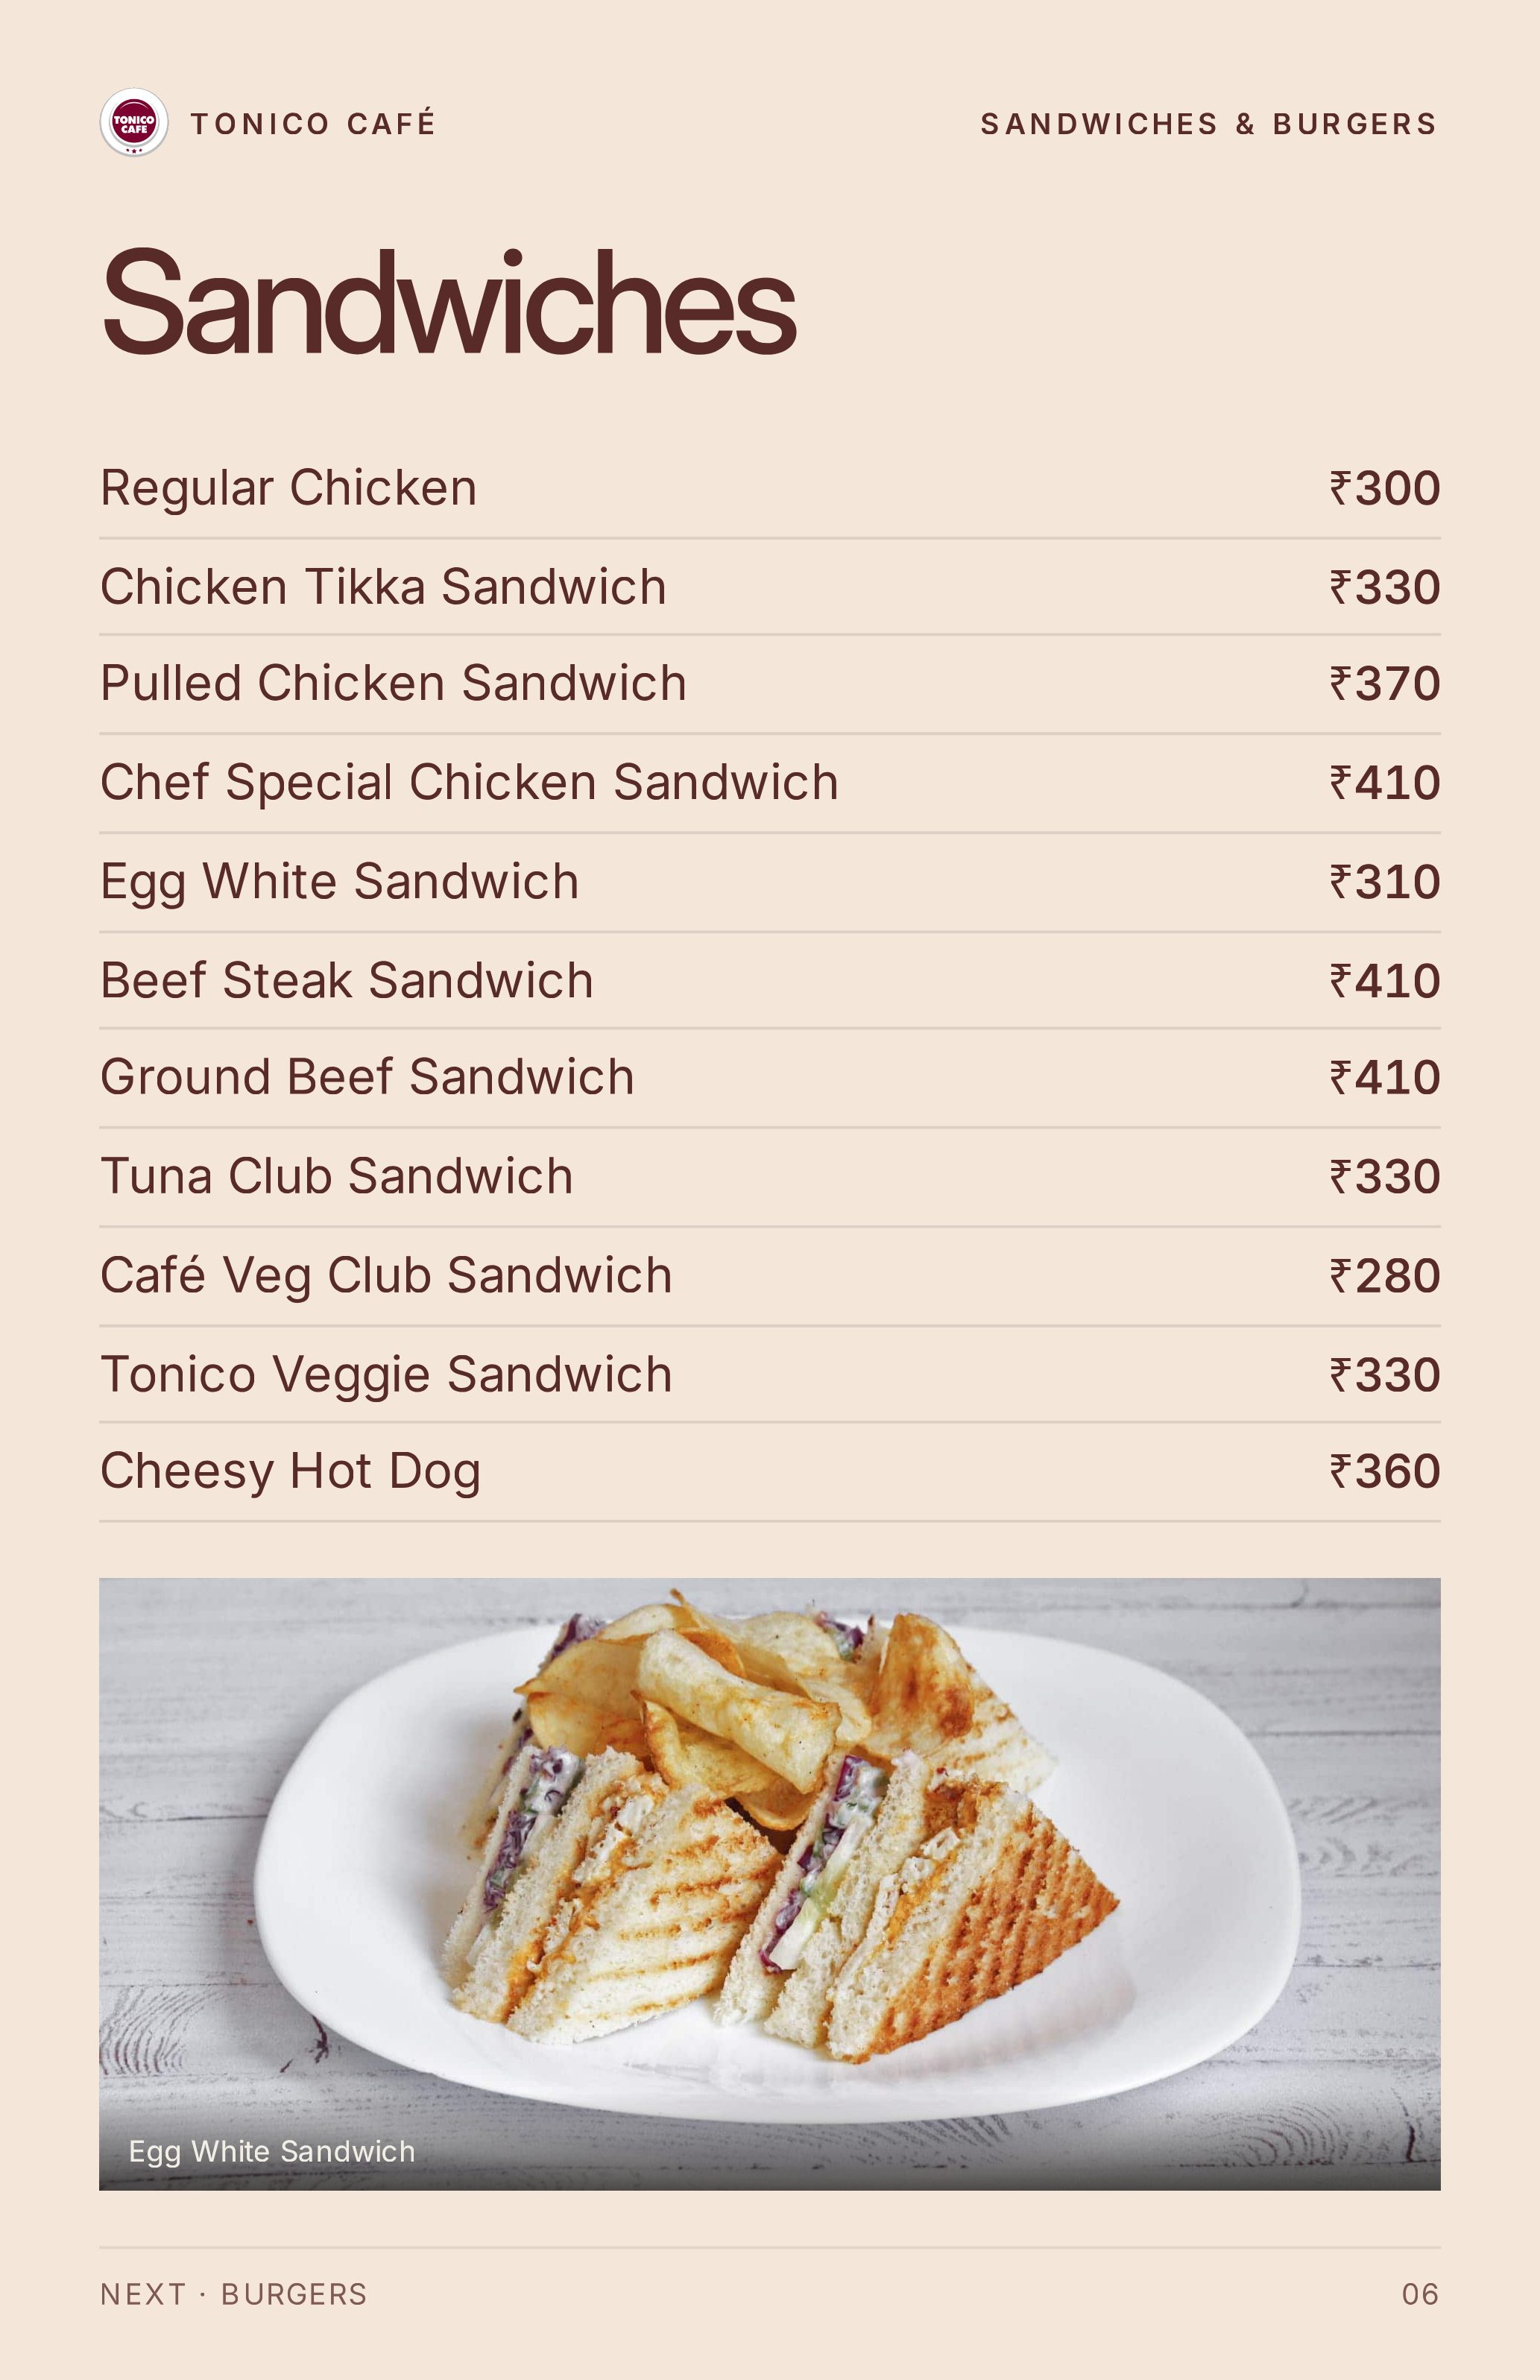 TONICO CAFE
TONICO CAFÉ
SANDWICHES & BURGERS
Sandwiches
Regular Chicken ₹300
Chicken Tikka Sandwich ₹330
Pulled Chicken Sandwich ₹370
Chef Special Chicken Sandwich ₹410
Egg White Sandwich ₹310
Beef Steak Sandwich ₹410
Ground Beef Sandwich ₹410
Tuna Club Sandwich ₹330
Café Veg Club Sandwich ₹280
Tonico Veggie Sandwich ₹330
Cheesy Hot Dog ₹360
Egg White Sandwich
NEXT · BURGERS 06